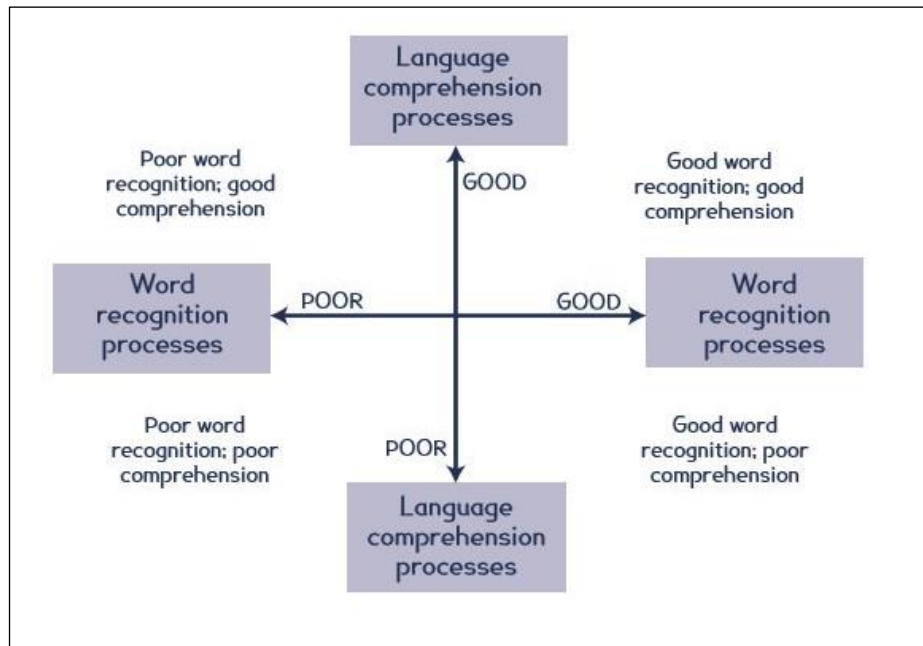 Language
comprehension
processes
Poor word
recognition; good
comprehension
GOOD
Good word
recognition; good
comprehension
Word
recognition
processes
POOR
GOOD
Word
recognition
processes
Poor word
recognition; poor
comprehension
POOR
Good word
recognition; poor
comprehension
Language
comprehension
processes